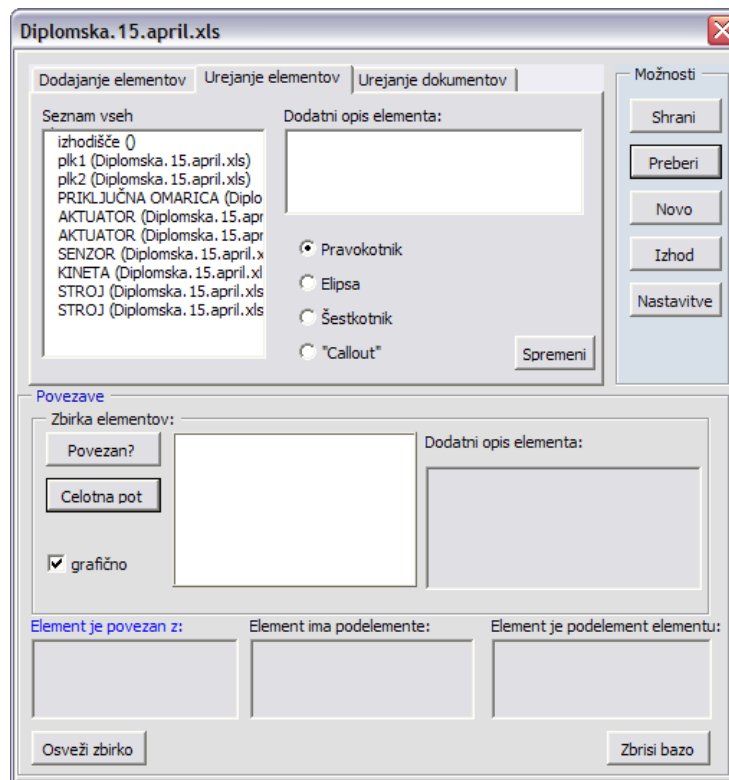 Diplomska.15.april.xls
Dodajanje elementov
Urejanje elementov
Urejanje dokumentov
Seznam vseh
izhodišče ()
plk1 (Diplomska.15.april.xls)
plk2 (Diplomska.15.april.xls)
PRIKLJUČNA OMARICA (Diplo
AKTUATOR (Diplomska.15.apr
AKTUATOR (Diplomska.15.apr
SENZOR (Diplomska.15.april.x
KINETA (Diplomska.15.april.xl
STROJ (Diplomska.15.april.xls
STROJ (Diplomska.15.april.xls
Dodatni opis elementa:
Pravokotnik
Elipsa
Šestkotnik
"Callout"
Spremeni
Možnosti
Shrani
Preberi
Novo
Izhod
Nastavitve
Povezave
Zbirka elementov:
Povezan?
Celotna pot
grafično
Dodatni opis elementa:
Element je povezan z:
Element ima podelemente:
Element je podelement elementu:
Osveži zbirko
Zbrisi bazo